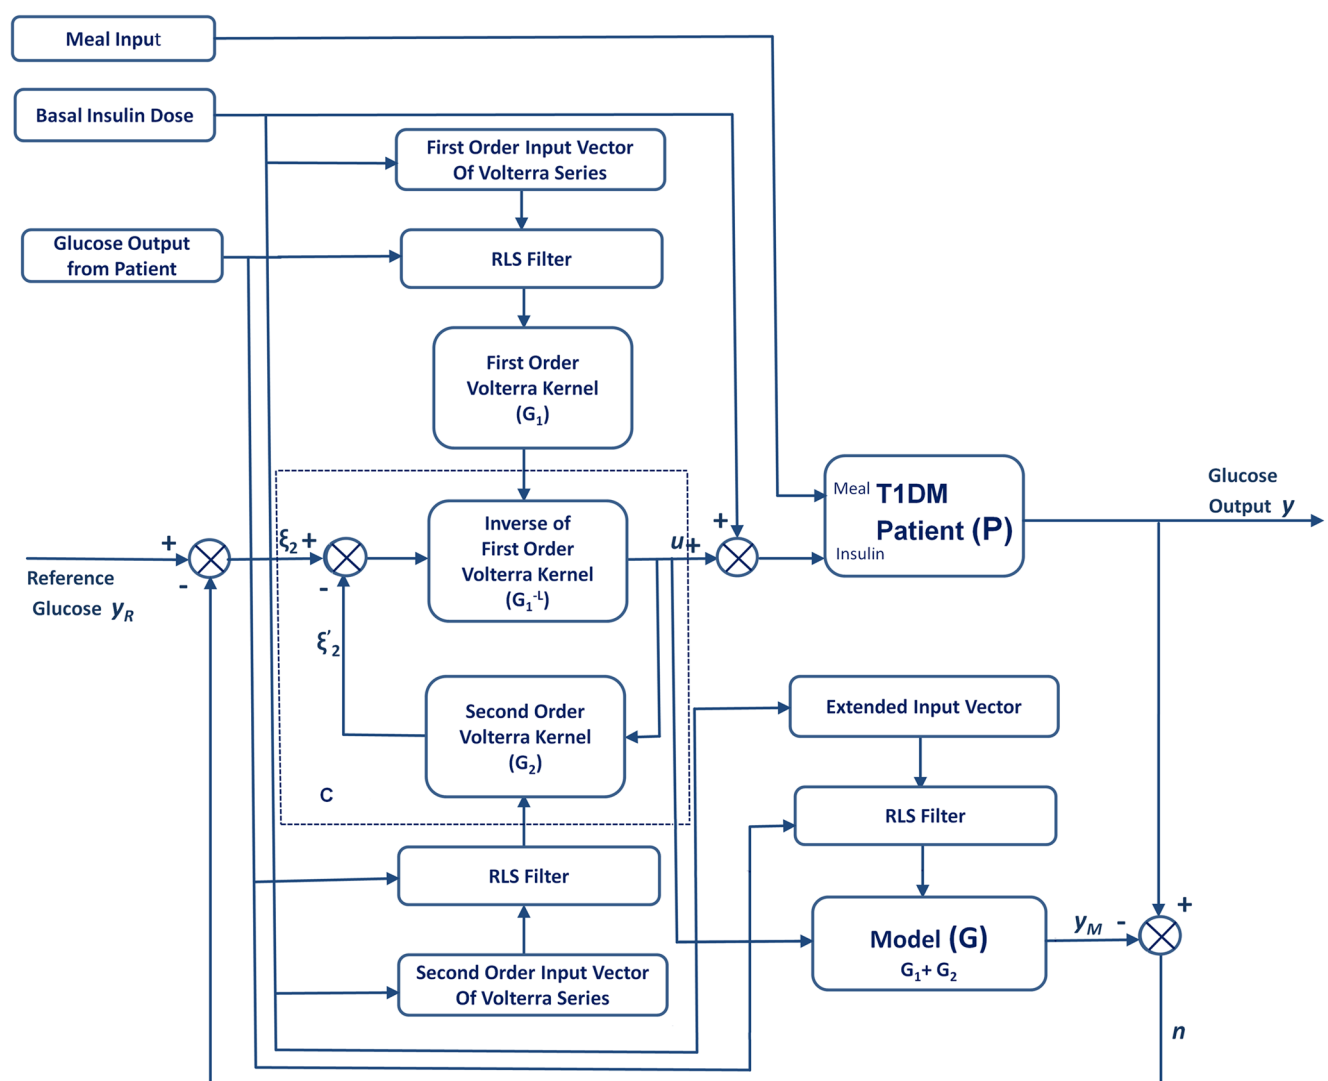 Meal Input
Basal Insulin Dose
First Order Input Vector
Of Volterra Series
Glucose Output
from Patient
RLS Filter
First Order
Volterra Kernel
(G₁)
Meal T1DM
Patient (P)
Insulin
Glucose
Output y
+
-
Reference
Glucose y_R
ξ₂ +
-
ξ′₂
Inverse of
First Order
Volterra Kernel
(G₁⁻ᴸ)
u+
+
Second Order
Volterra Kernel
(G₂)
C
Extended Input Vector
RLS Filter
RLS Filter
Model (G)
G₁+ G₂
y_M -
+
Second Order Input Vector
Of Volterra Series
n